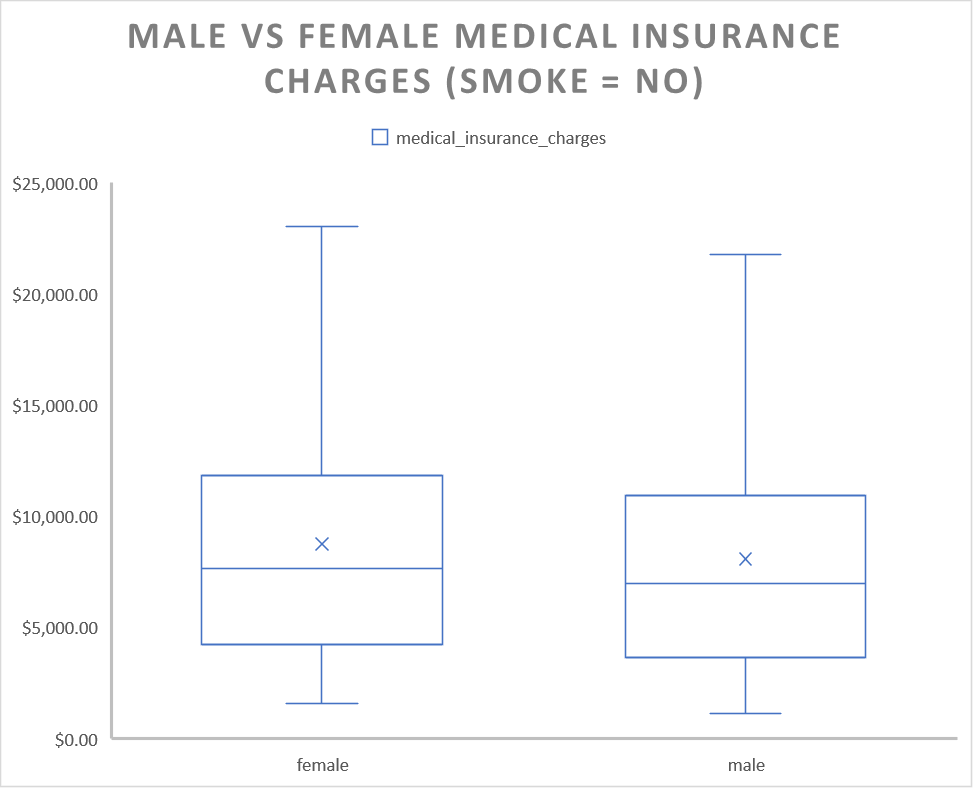 MALE VS FEMALE MEDICAL INSURANCE
CHARGES (SMOKE = NO)
medical_insurance_charges
$25,000.00
$20,000.00
$15,000.00
$10,000.00
$5,000.00
$0.00
female
male